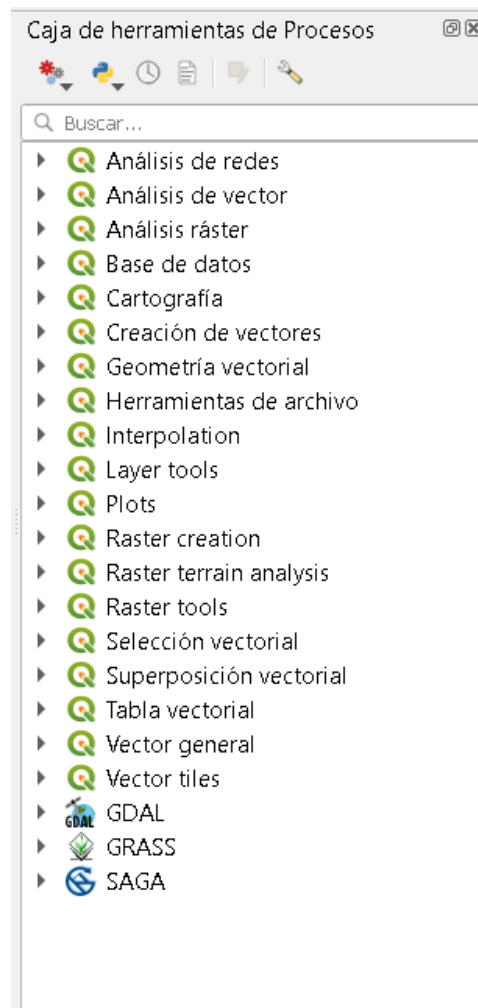 Caja de herramientas de Procesos
Buscar...
Análisis de redes
Análisis de vector
Análisis ráster
Base de datos
Cartografía
Creación de vectores
Geometría vectorial
Herramientas de archivo
Interpolation
Layer tools
Plots
Raster creation
Raster terrain analysis
Raster tools
Selección vectorial
Superposición vectorial
Tabla vectorial
Vector general
Vector tiles
GDAL GDAL
GRASS
SAGA